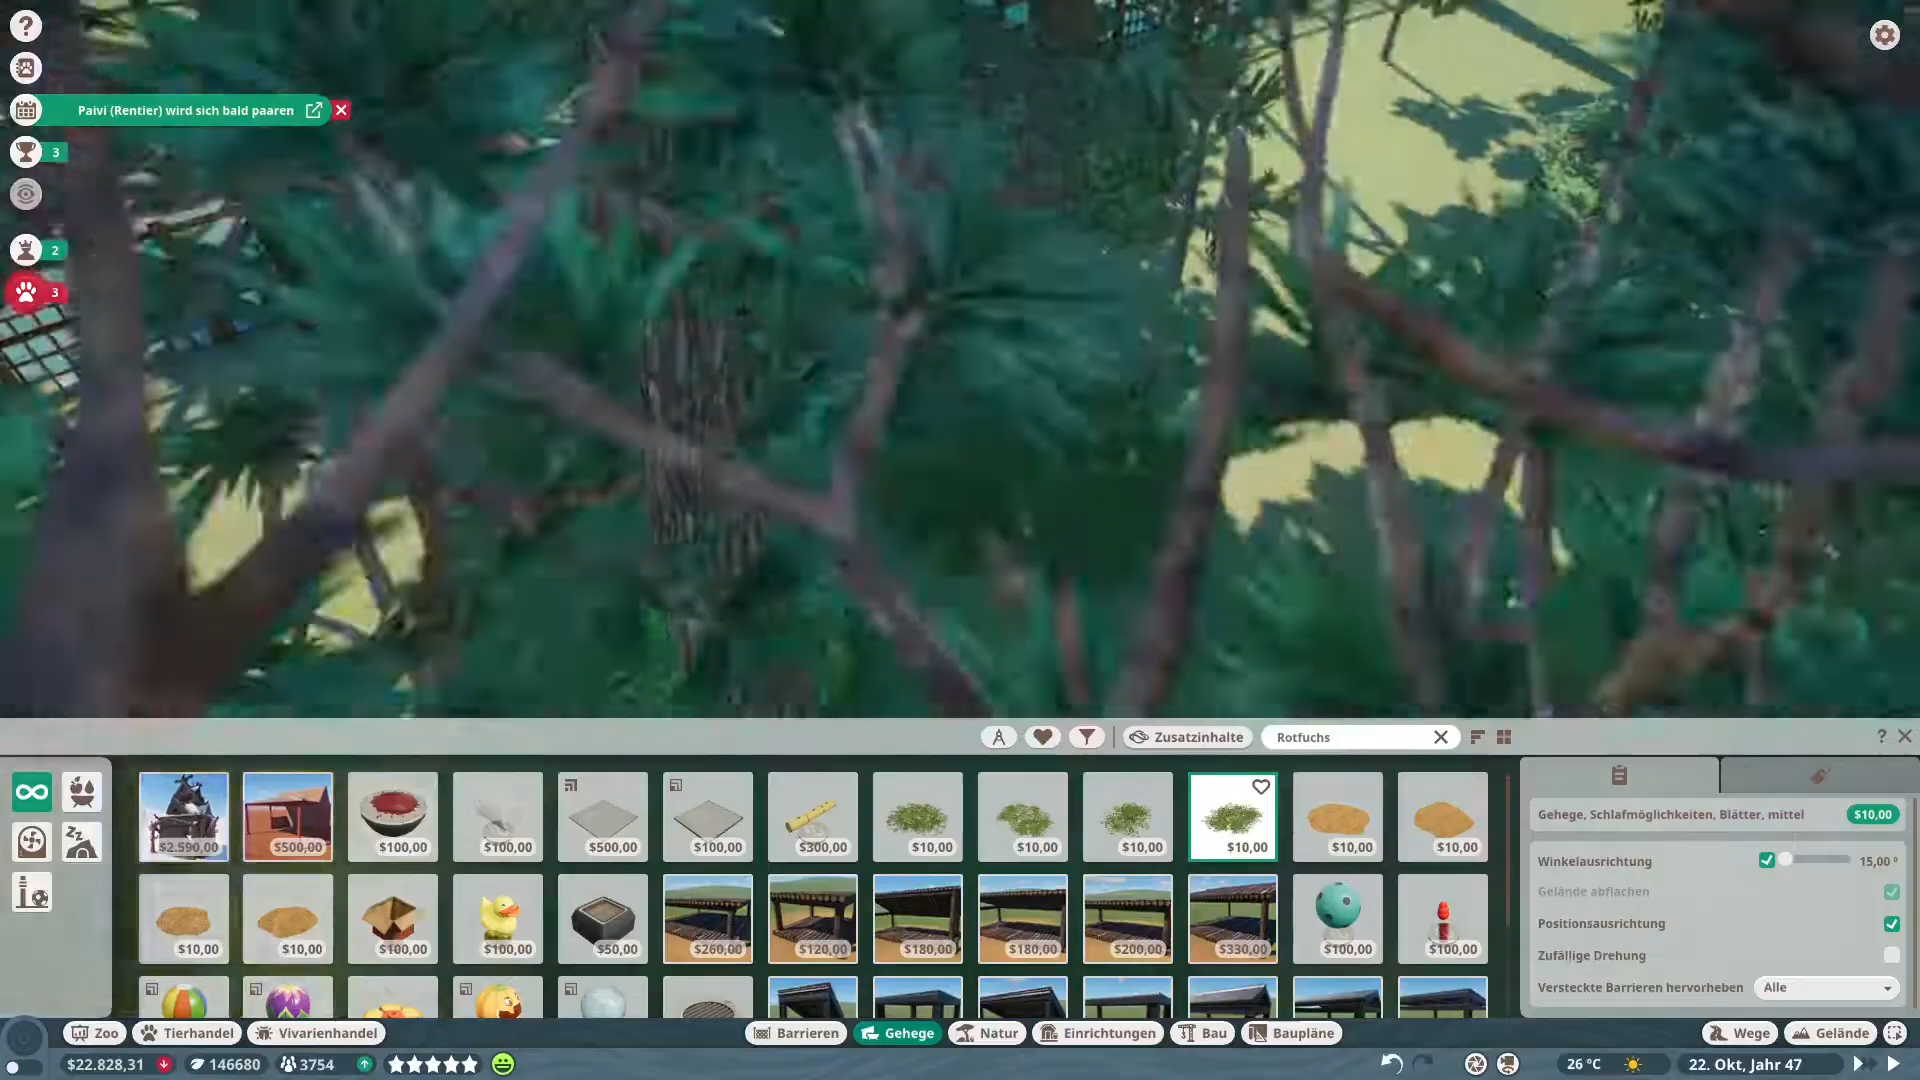 ?
Paivi (Rentier) wird sich bald paaren
3
2
3
Zusatzinhalte
Rotfuchs
?
$2.590,00
$500,00
$100,00
$100,00
$500,00
$100,00
$300,00
$10,00
$10,00
$10,00
$10,00
$10,00
$10,00
$10,00
$10,00
$100,00
$100,00
$50,00
$260,00
$120,00
$180,00
$180,00
$200,00
$330,00
$100,00
$100,00
Gehege, Schlafmöglichkeiten, Blätter, mittel
$10,00
Winkelausrichtung
15,00 °
Gelände abflachen
Positionsausrichtung
Zufällige Drehung
Versteckte Barrieren hervorheben
Alle
Zoo
Tierhandel
Vivarienhandel
Barrieren
Gehege
Natur
Einrichtungen
Bau
Baupläne
Wege
Gelände
$22.828,31
146680
3754
26 °C
22. Okt, Jahr 47